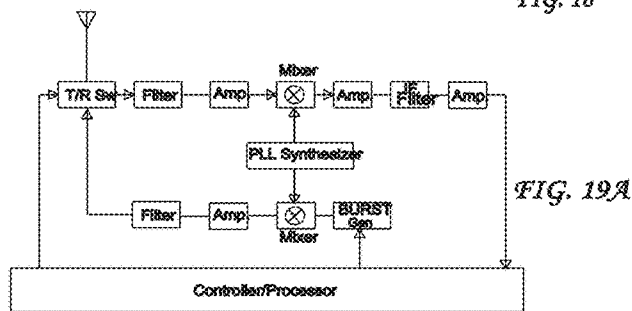 FIG. 18
Mixer
T/R Sw
Filter
Amp
Amp
IF Filter
Amp
PLL Synthesizer
FIG. 19A
Filter
Amp
Mixer
BURST
Gen
Controller/Processor